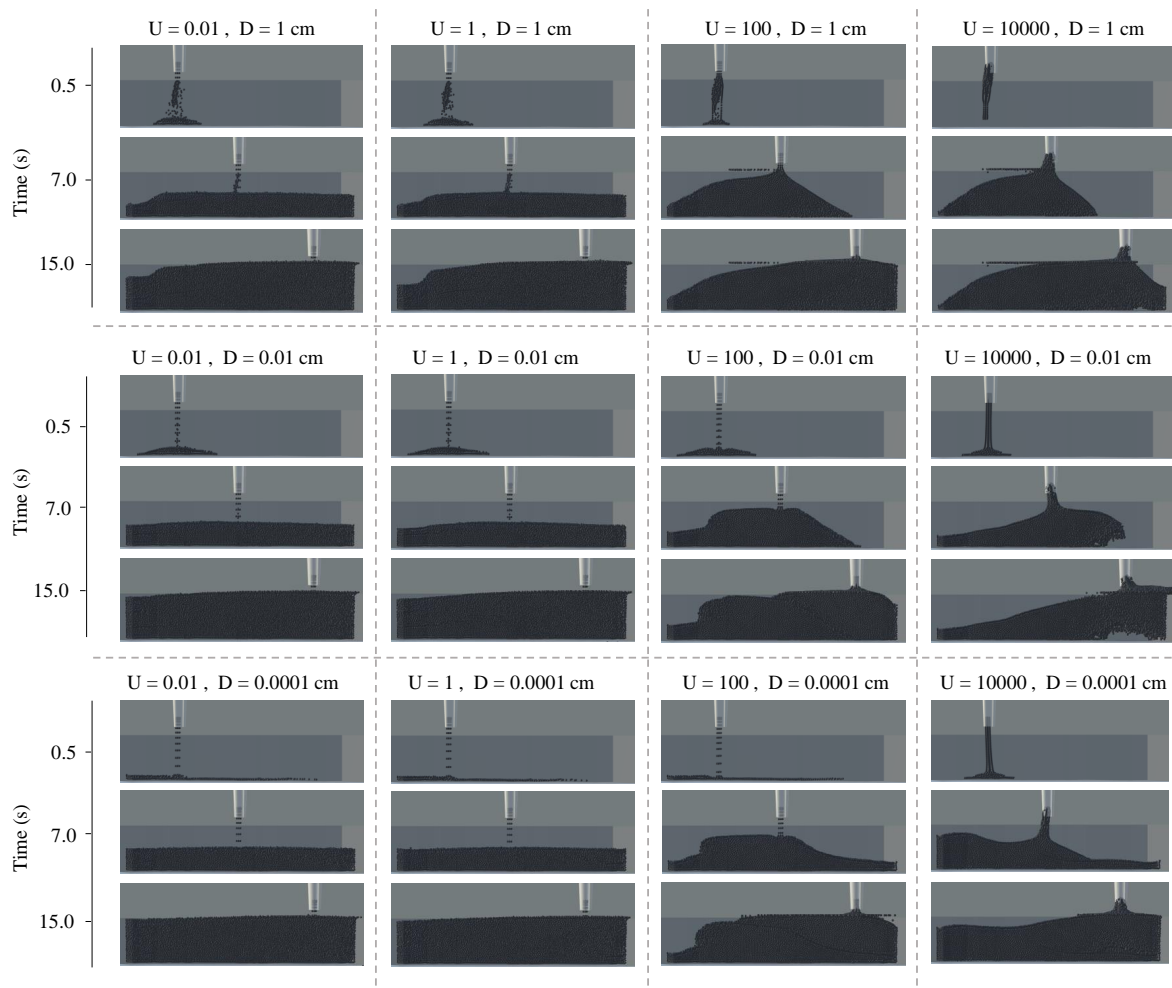 U = 0.01 , D = 1 cm
U = 1 , D = 1 cm
U = 100 , D = 1 cm
U = 10000 , D = 1 cm
Time (s)
0.5
7.0
15.0
U = 0.01 , D = 0.01 cm
U = 1 , D = 0.01 cm
U = 100 , D = 0.01 cm
U = 10000 , D = 0.01 cm
Time (s)
0.5
7.0
15.0
U = 0.01 , D = 0.0001 cm
U = 1 , D = 0.0001 cm
U = 100 , D = 0.0001 cm
U = 10000 , D = 0.0001 cm
Time (s)
0.5
7.0
15.0